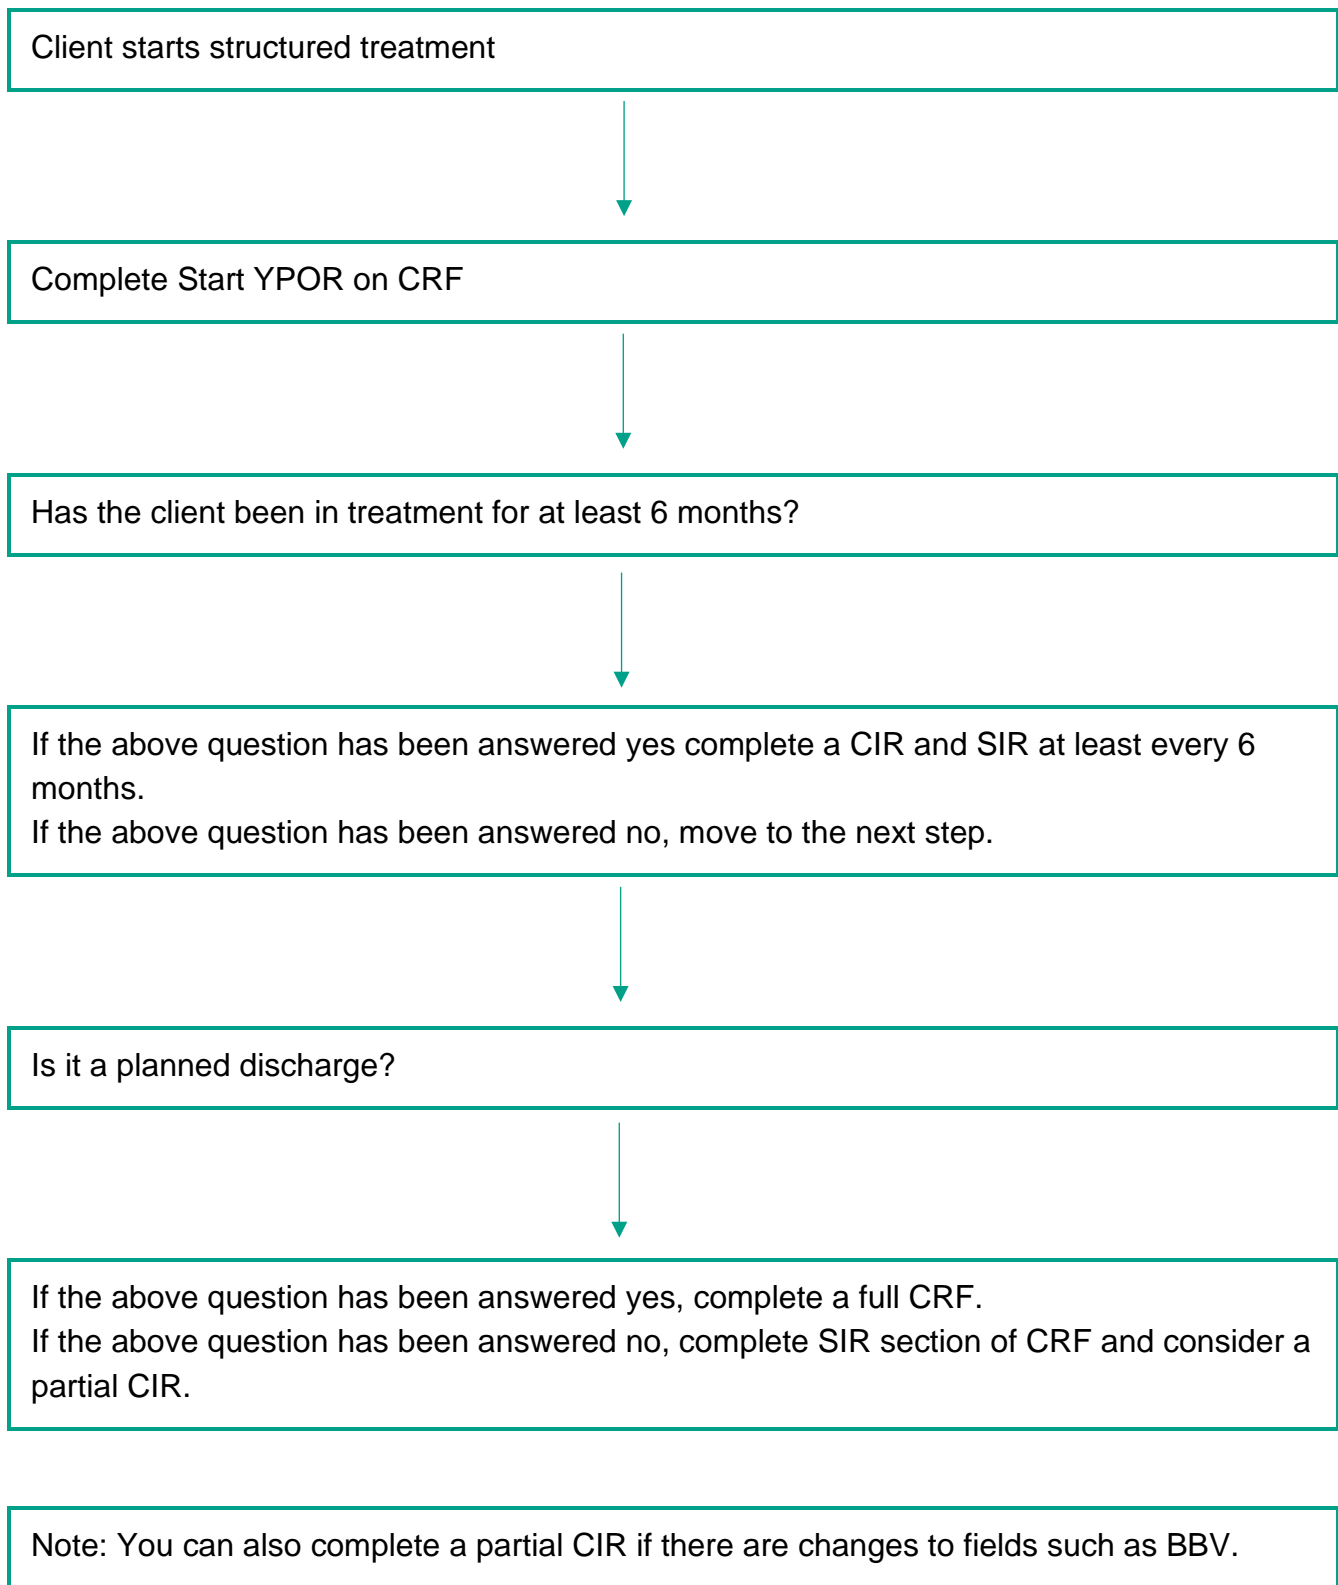 Client starts structured treatment
Complete Start YPOR on CRF
Has the client been in treatment for at least 6 months?
If the above question has been answered yes complete a CIR and SIR at least every 6
months.
If the above question has been answered no, move to the next step.
Is it a planned discharge?
If the above question has been answered yes, complete a full CRF.
If the above question has been answered no, complete SIR section of CRF and consider a
partial CIR.
Note: You can also complete a partial CIR if there are changes to fields such as BBV.